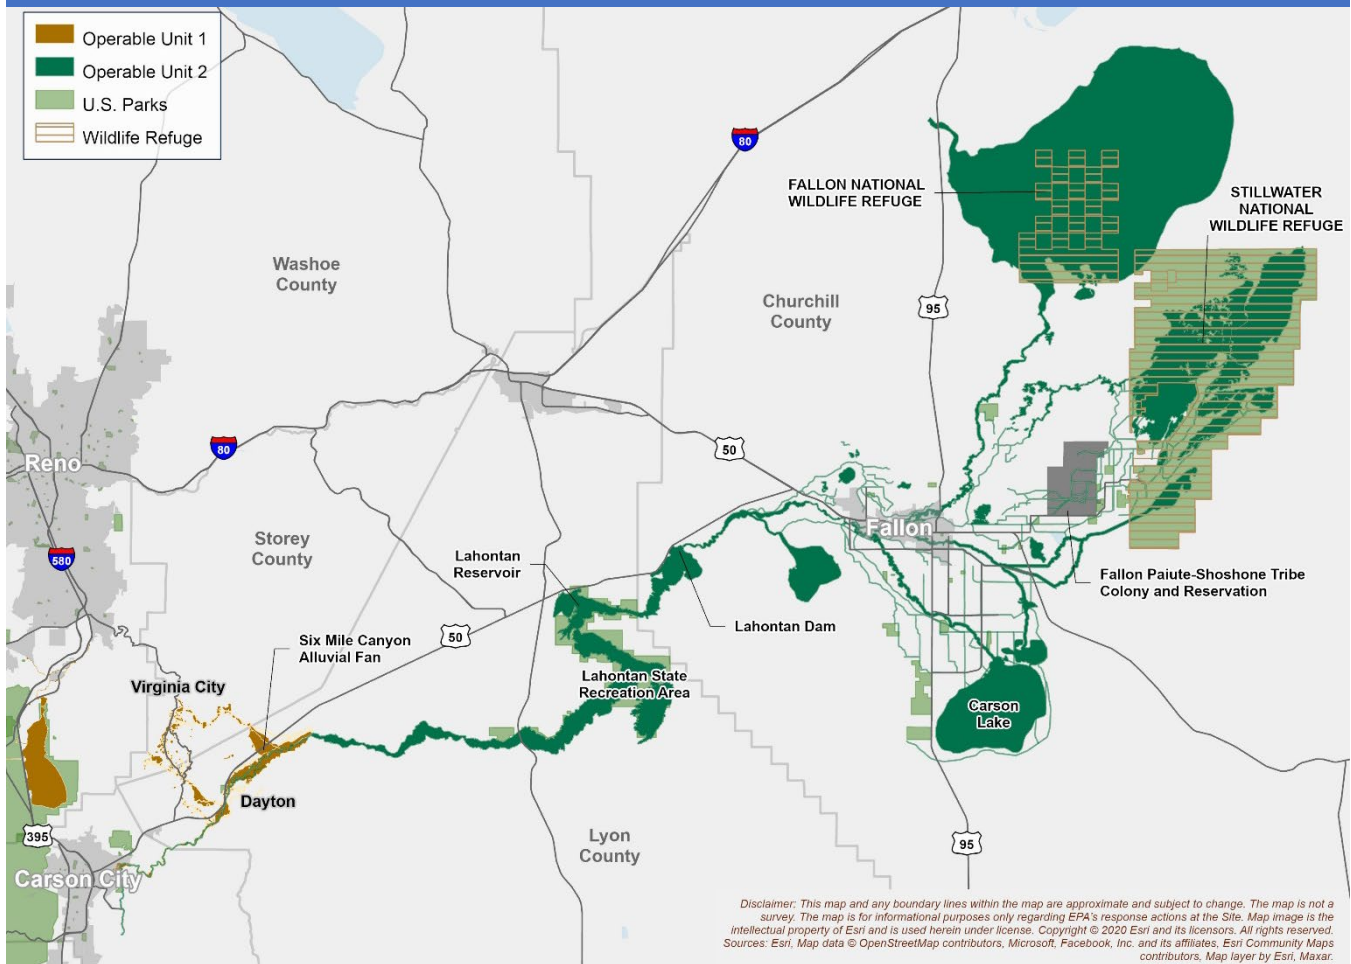 Operable Unit 1
Operable Unit 2
U.S. Parks
Wildlife Refuge
80
FALLON NATIONAL
WILDLIFE REFUGE
STILLWATER
NATIONAL
WILDLIFE REFUGE
Washoe
County
Churchill
County
95
80
50
Reno
Fallon
Storey
County
580
Lahontan
Reservoir
Fallon Paiute-Shoshone Tribe
Colony and Reservation
Lahontan Dam
50
Six Mile Canyon
Alluvial Fan
Virginia City
Lahontan State
Recreation Area
Carson
Lake
Dayton
395
Lyon
County
95
Carson City
Disclaimer: This map and any boundary lines within the map are approximate and subject to change. The map is not a
survey. The map is for informational purposes only regarding EPA's response actions at the Site. Map image is the
intellectual property of Esri and is used herein under license. Copyright © 2020 Esri and its licensors. All rights reserved.
Sources: Esri, Map data © OpenStreetMap contributors, Microsoft, Facebook, Inc. and its affiliates, Esri Community Maps
contributors, Map layer by Esri, Maxar.